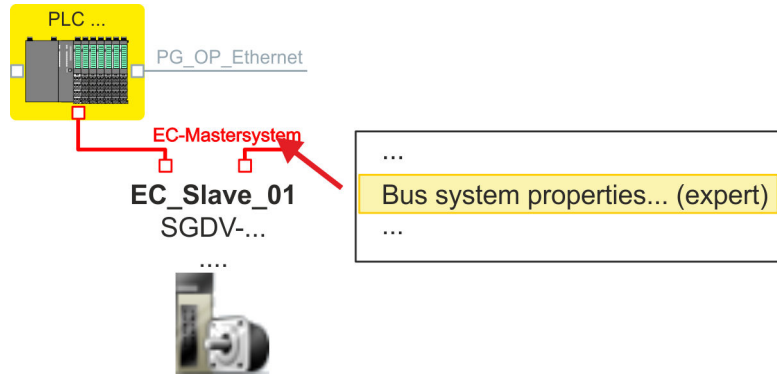 PLC ...
PG_OP_Ethernet
EC-Mastersystem
EC_Slave_01
SGDV-...
....
...
Bus system properties... (expert)
...